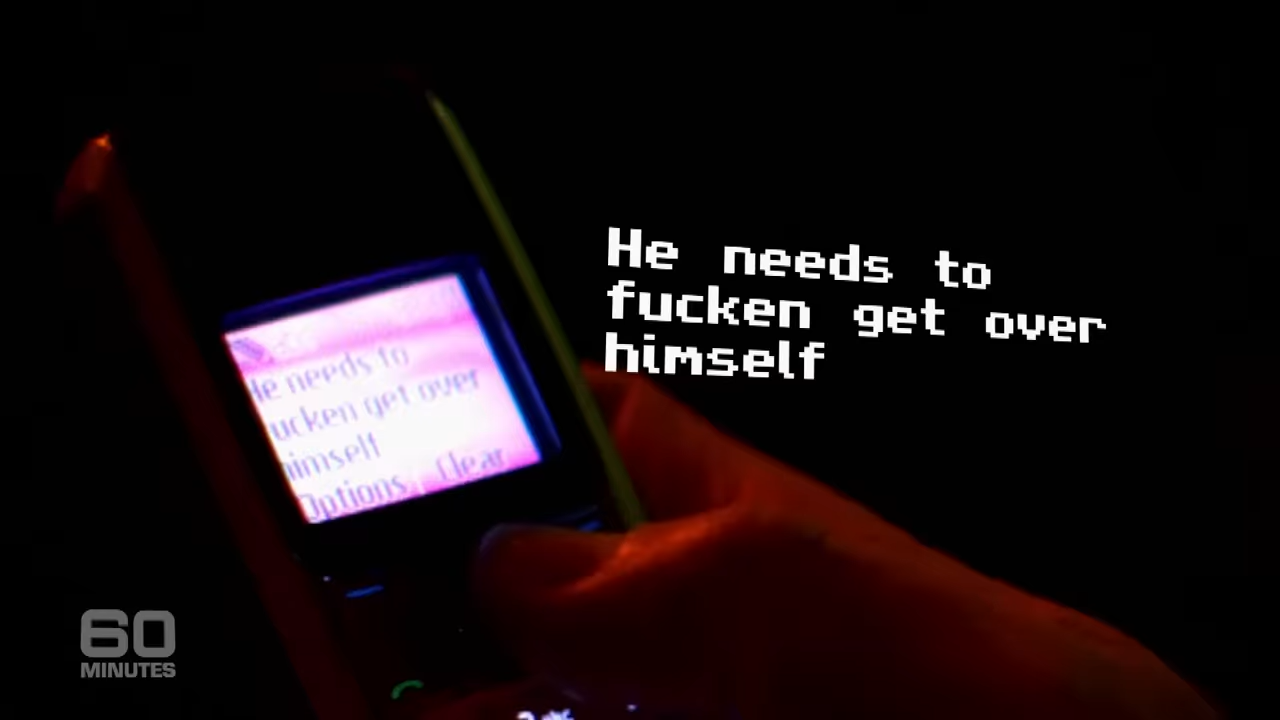 He needs to
fucken get over
himself
He needs to
fucken get over
himself
Options Clear
60
MINUTES